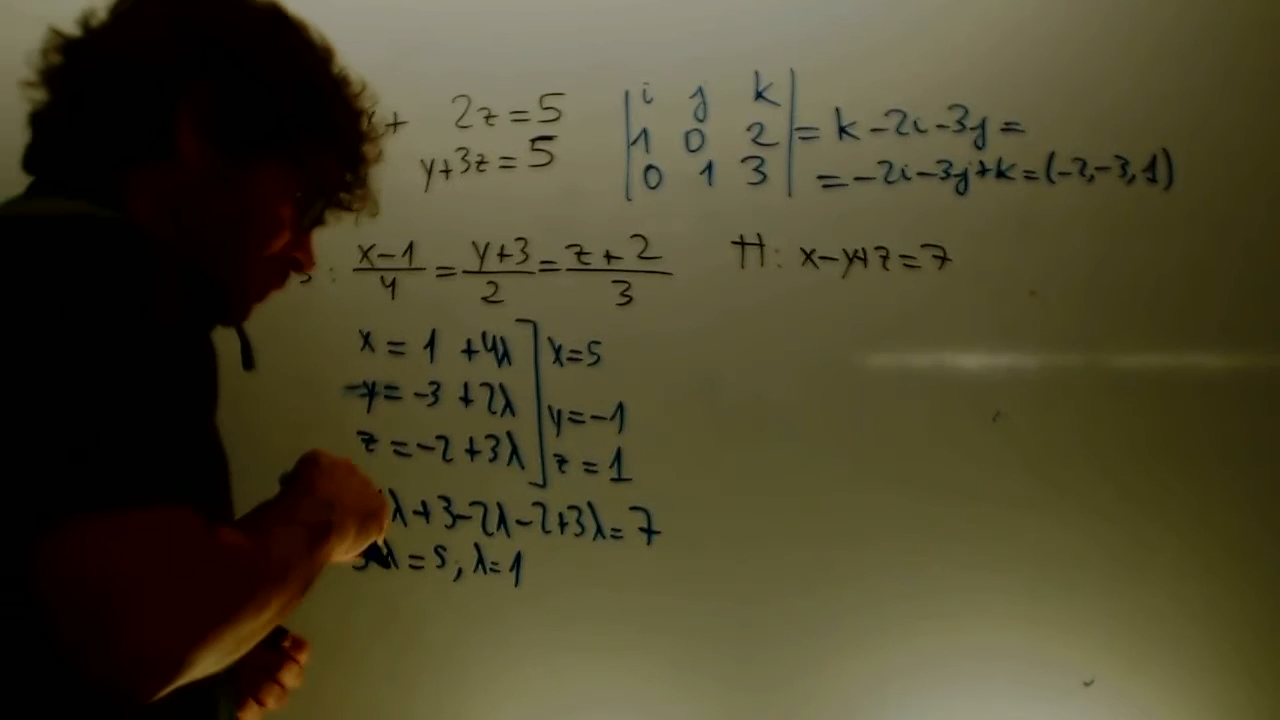 x+ 2z=5
y+3z=5
|i j k|
|1 0 2| = k-2i-3j=
|0 1 3| =-2i-3j+k=(-2,-3,1)
s: x-1/4 = y+3/2 = z+2/3
π: x-y+z=7
x=1+4λ] x=5
y=-3+2λ] y=-1
z=-2+3λ] z=1
λ+3-2λ-2+3λ=7
5λ=5, λ=1